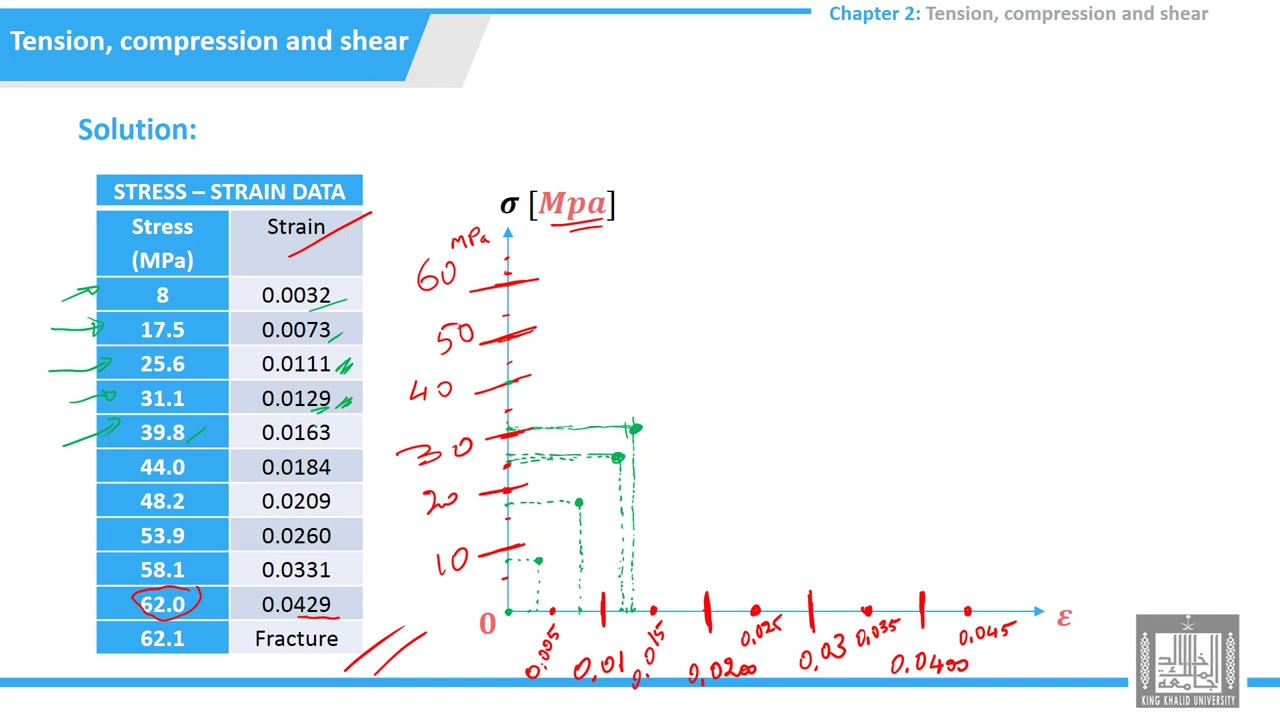 Chapter 2: Tension, compression and shear
Tension, compression and shear
Solution:
STRESS – STRAIN DATA
Stress (MPa) Strain
8 0.0032
17.5 0.0073
25.6 0.0111
31.1 0.0129
39.8 0.0163
44.0 0.0184
48.2 0.0209
53.9 0.0260
58.1 0.0331
62.0 0.0429
62.1 Fracture
σ [Mpa]
MPa
60
50
40
30
20
10
0
0.005
0,01
0,015
0,0200
0,025
0,03
0,035
0,0400
0,045
ε
جامعة الملك خالد
KING KHALID UNIVERSITY